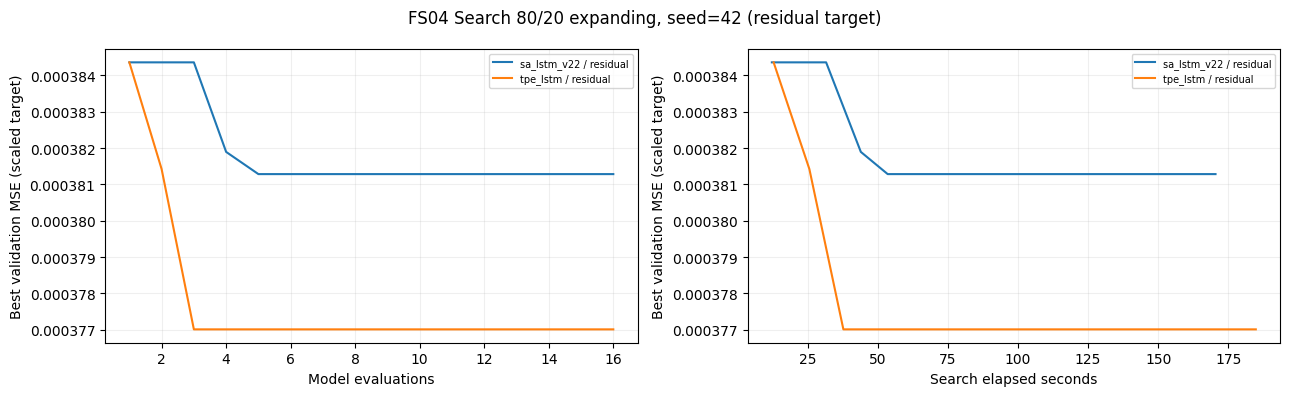 FS04 Search 80/20 expanding, seed=42 (residual target)
Best validation MSE (scaled target)
0.000384
0.000383
0.000382
0.000381
0.000380
0.000379
0.000378
0.000377
sa_lstm_v22 / residual
tpe_lstm / residual
2 4 6 8 10 12 14 16
Model evaluations
Best validation MSE (scaled target)
0.000384
0.000383
0.000382
0.000381
0.000380
0.000379
0.000378
0.000377
sa_lstm_v22 / residual
tpe_lstm / residual
25 50 75 100 125 150 175
Search elapsed seconds